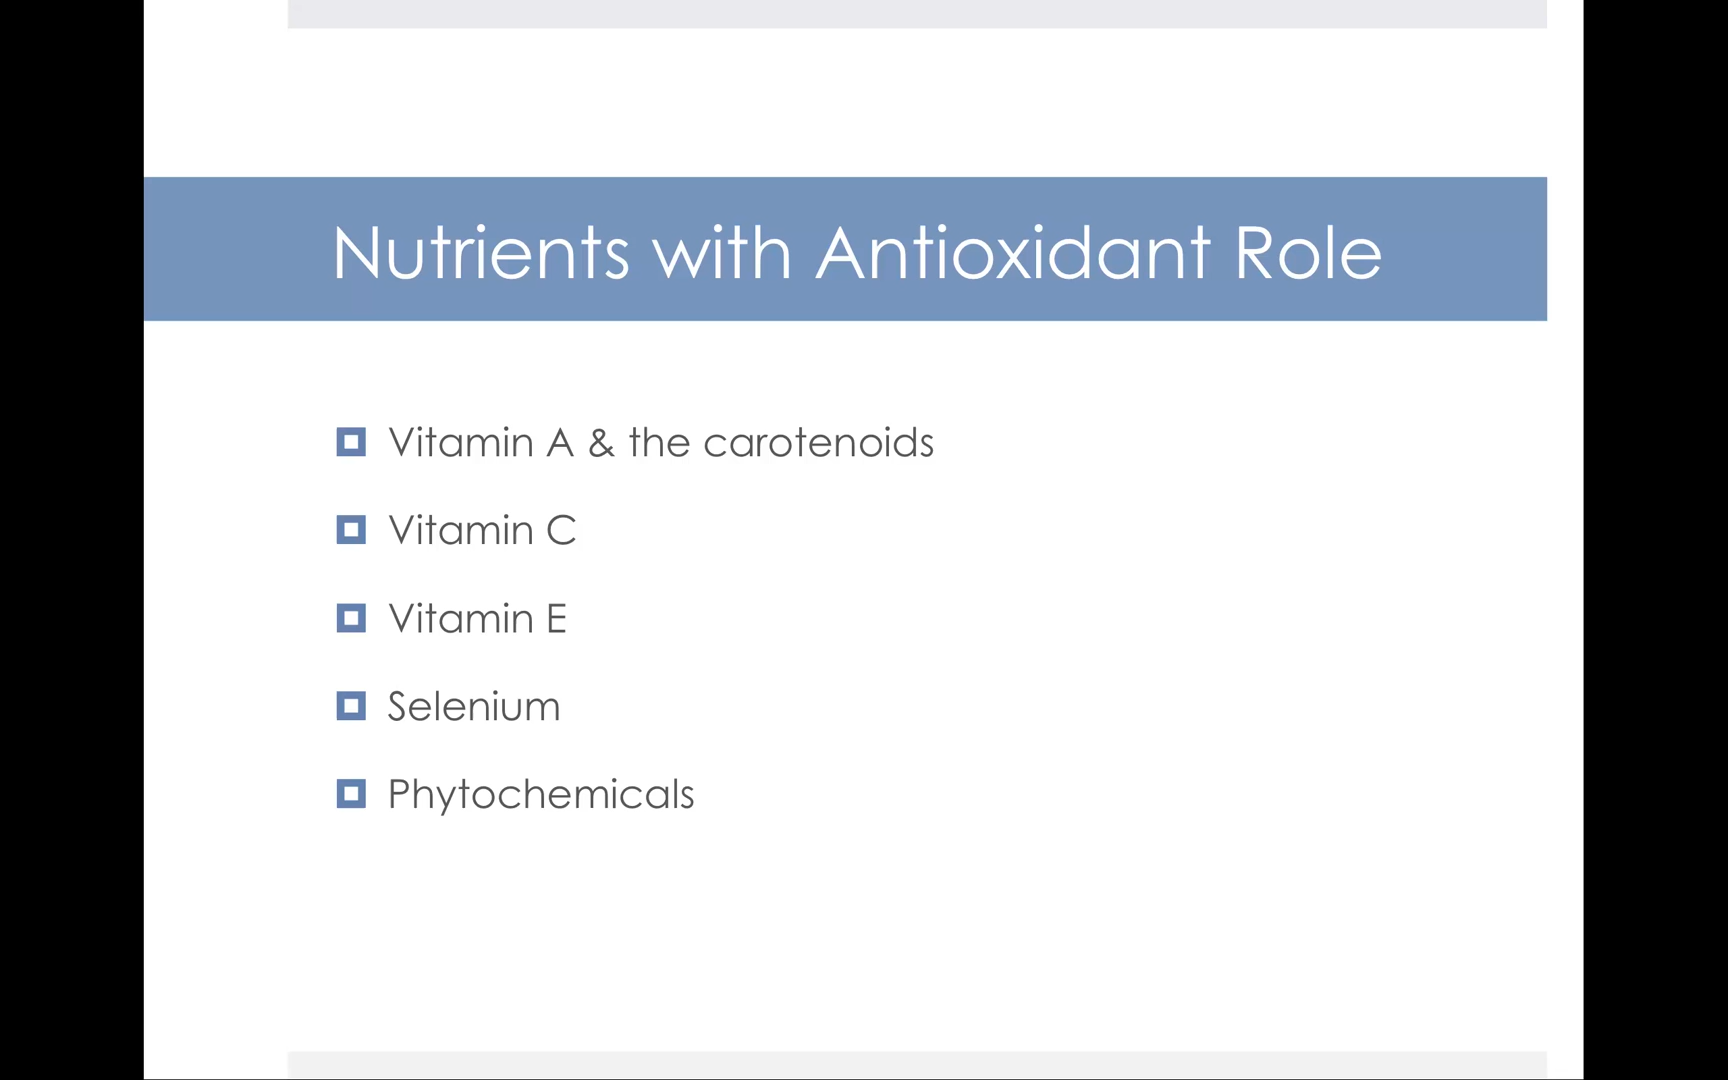 Nutrients with Antioxidant Role
Vitamin A & the carotenoids
Vitamin C
Vitamin E
Selenium
Phytochemicals